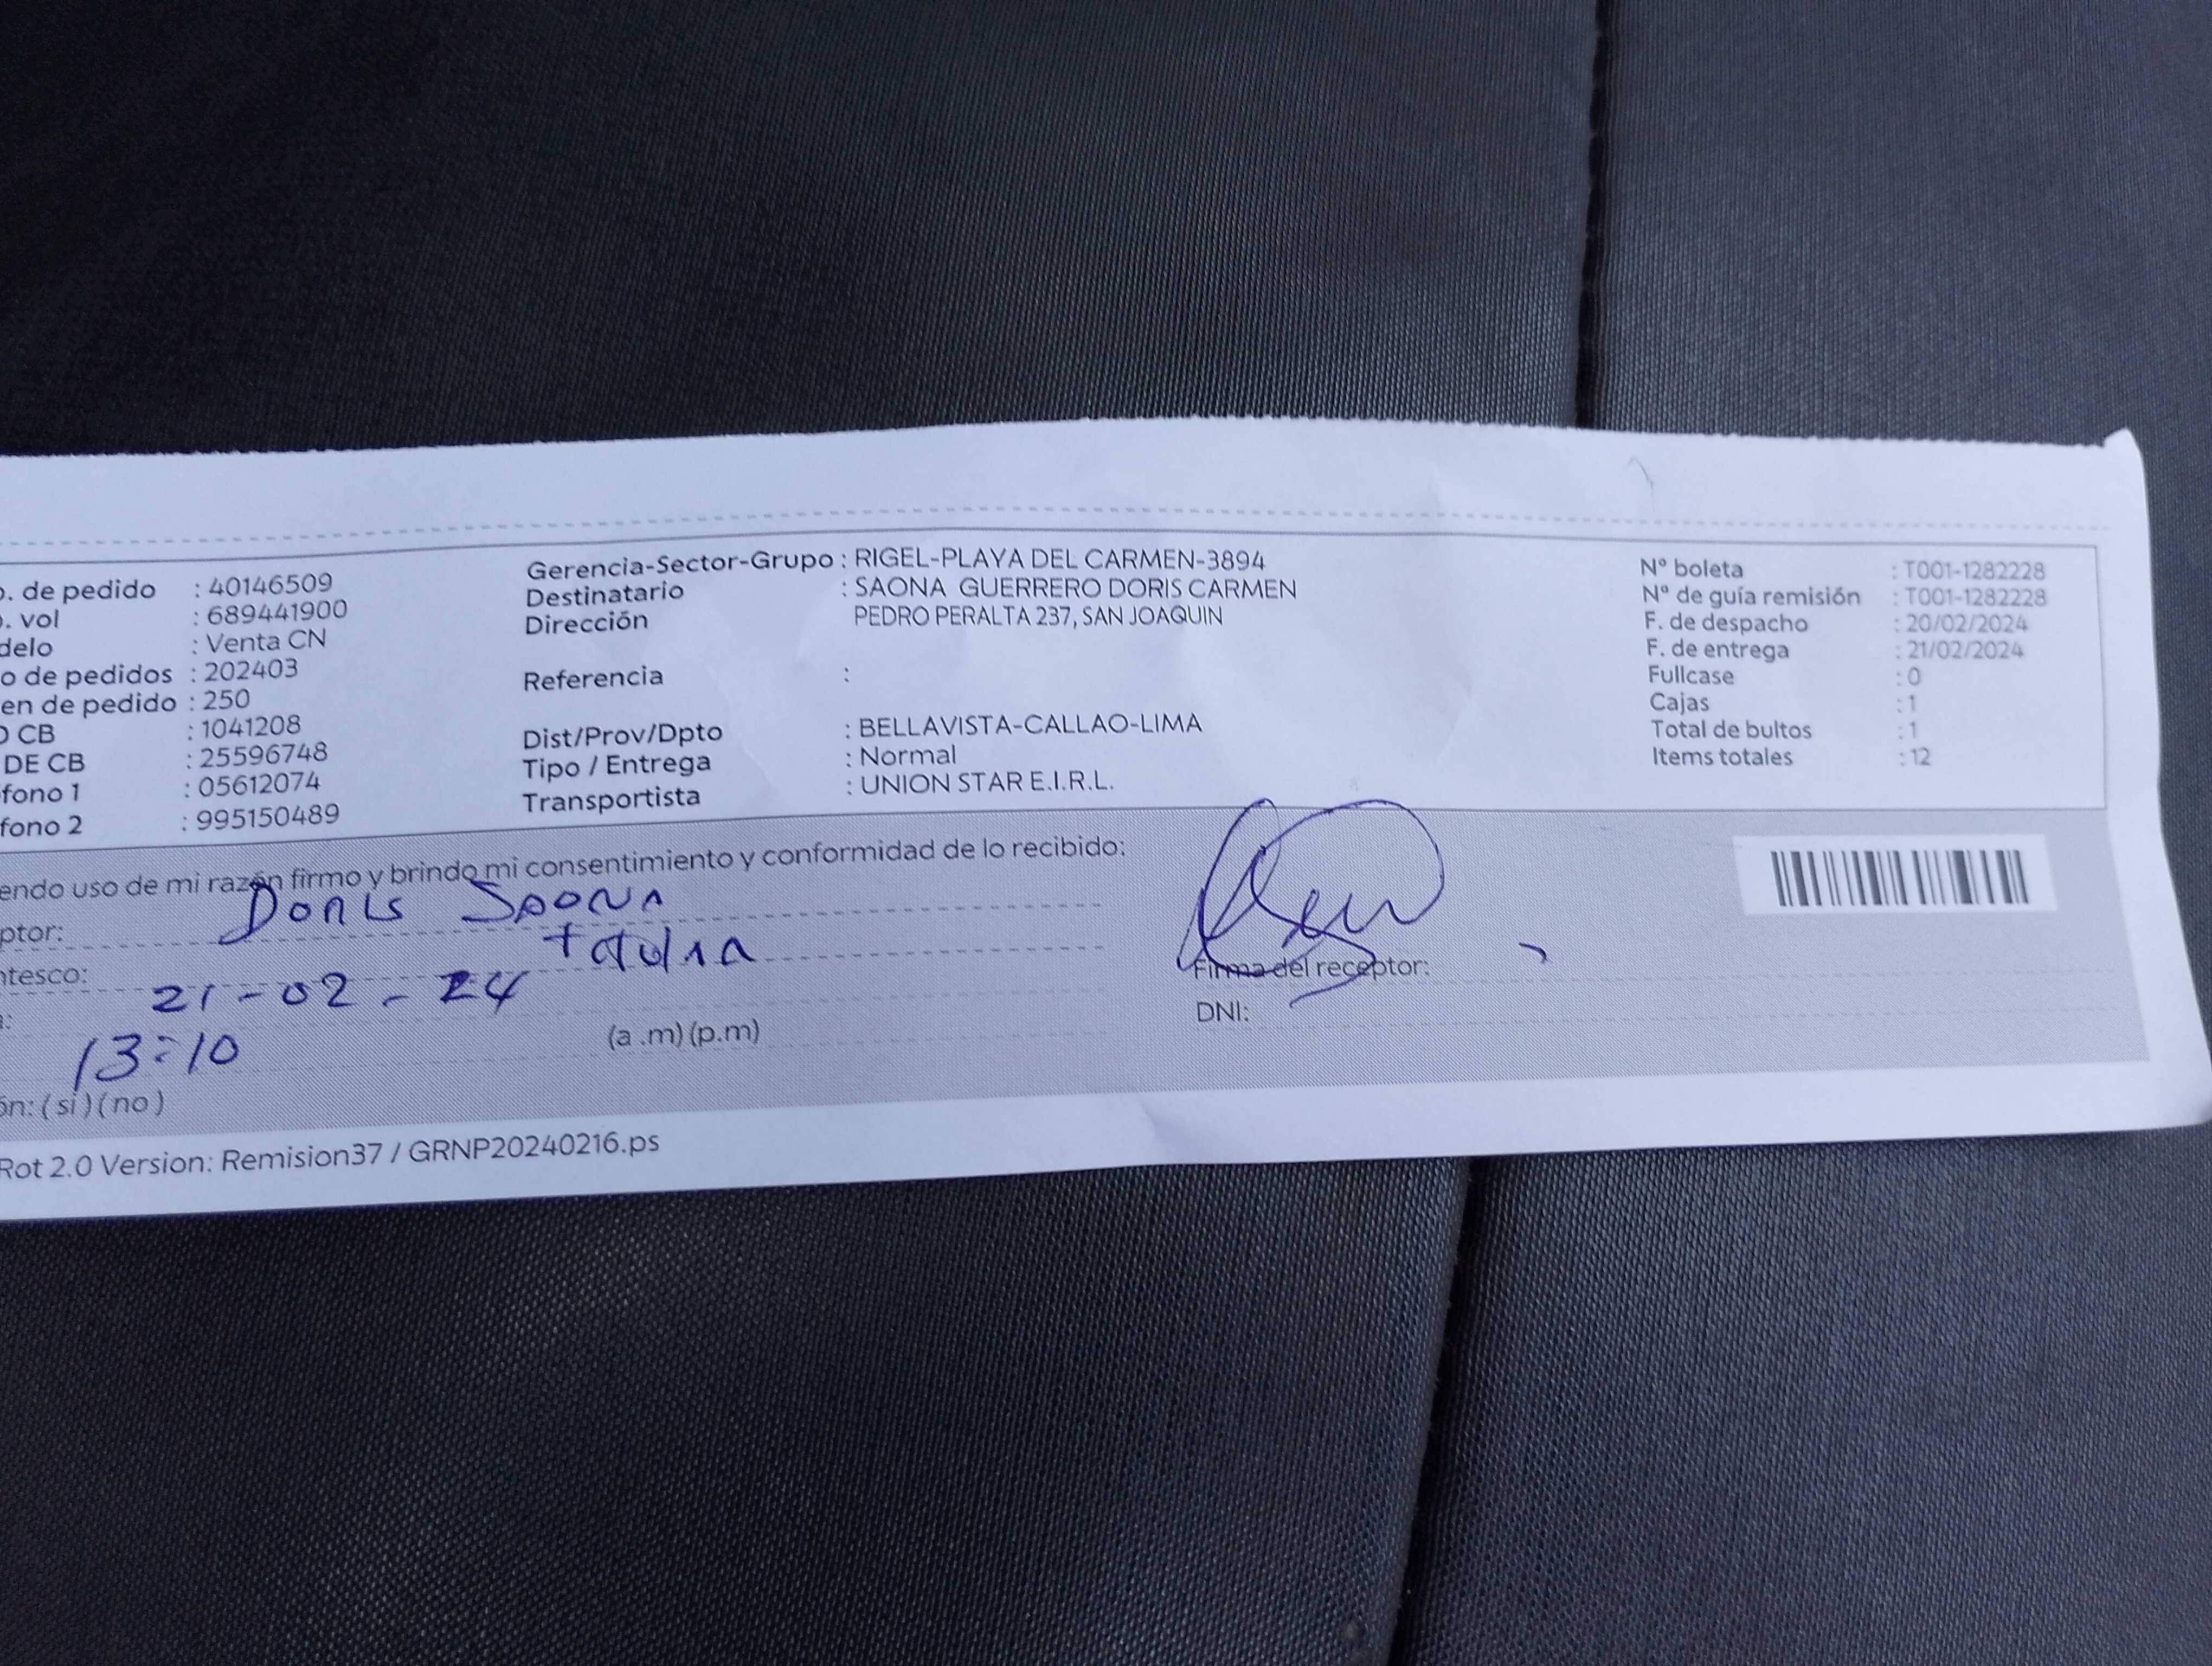 . de pedido : 40146509
. vol : 689441900
delo : Venta CN
o de pedidos : 202403
en de pedido : 250
O CB : 1041208
DE CB : 25596748
fono 1 : 05612074
fono 2 : 995150489
Gerencia-Sector-Grupo : RIGEL-PLAYA DEL CARMEN-3894
Destinatario : SAONA GUERRERO DORIS CARMEN
Dirección PEDRO PERALTA 237, SAN JOAQUIN
Referencia :
Dist/Prov/Dpto : BELLAVISTA-CALLAO-LIMA
Tipo / Entrega : Normal
Transportista : UNION STAR E.I.R.L.
Nº boleta : T001-1282228
Nº de guía remisión : T001-1282228
F. de despacho : 20/02/2024
F. de entrega : 21/02/2024
Fullcase : 0
Cajas : 1
Total de bultos : 1
Items totales : 12
endo uso de mi razón firmo y brindo mi consentimiento y conformidad de lo recibido:
ptor: Doris Saona
ntesco: titular
a: 21-02-24
13:10 (a .m) (p.m)
ón: ( si ) ( no )
Firma del receptor:
DNI:
Rot 2.0 Version: Remision37 / GRNP20240216.ps